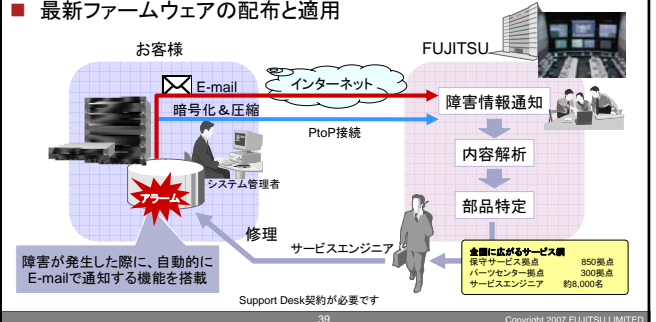 ■ 最新ファームウェアの配布と適用
お客様
FUJITSU
E-mail
インターネット
暗号化＆圧縮
PtoP接続
障害情報通知
内容解析
部品特定
システム管理者
アラーム
修理
サービスエンジニア
障害が発生した際に、自動的に
E-mailで通知する機能を搭載
全国に広がるサービス網
保守サービス拠点 850拠点
パーツセンター拠点 300拠点
サービスエンジニア 約8,000名
Support Desk契約が必要です
39
Copyright 2007 FUJITSU LIMITED